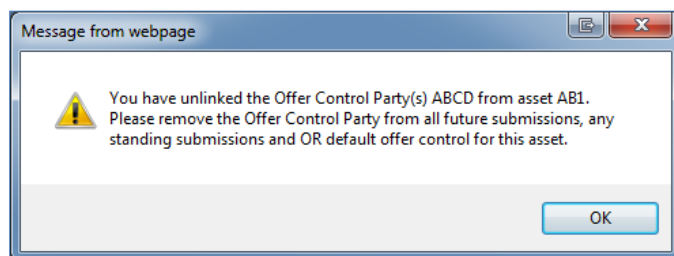 Message from webpage
You have unlinked the Offer Control Party(s) ABCD from asset AB1.
Please remove the Offer Control Party from all future submissions, any
standing submissions and OR default offer control for this asset.
OK